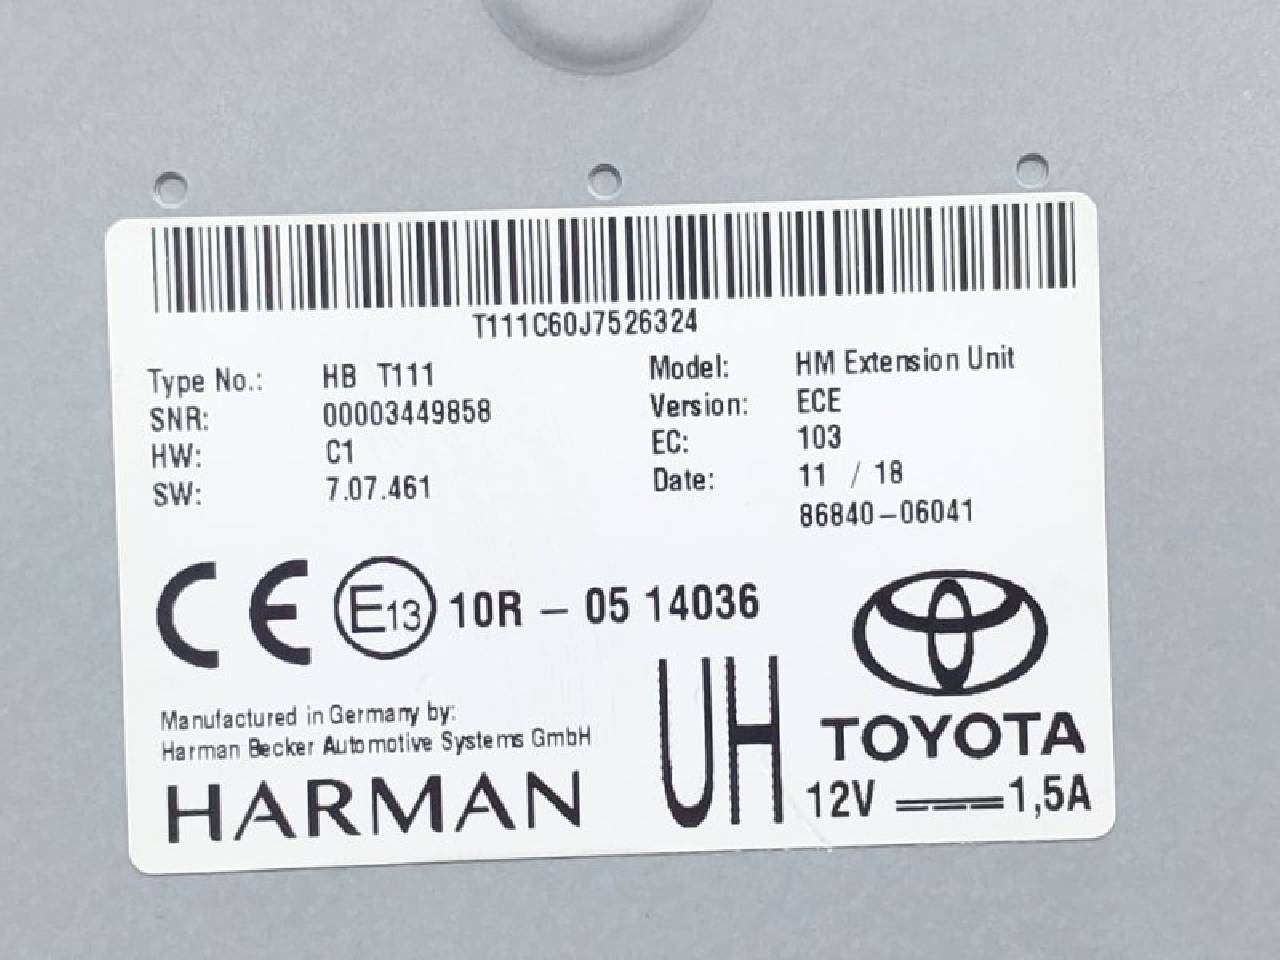 T111C60J7526324
Type No.: HB T111
SNR: 00003449858
HW: C1
SW: 7.07.461
Model: HM Extension Unit
Version: ECE
EC: 103
Date: 11 / 18
86840-06041
CE E13 10R - 05 14036
Manufactured in Germany by:
Harman Becker Automotive Systems GmbH
HARMAN
UH
TOYOTA
12V 1,5A